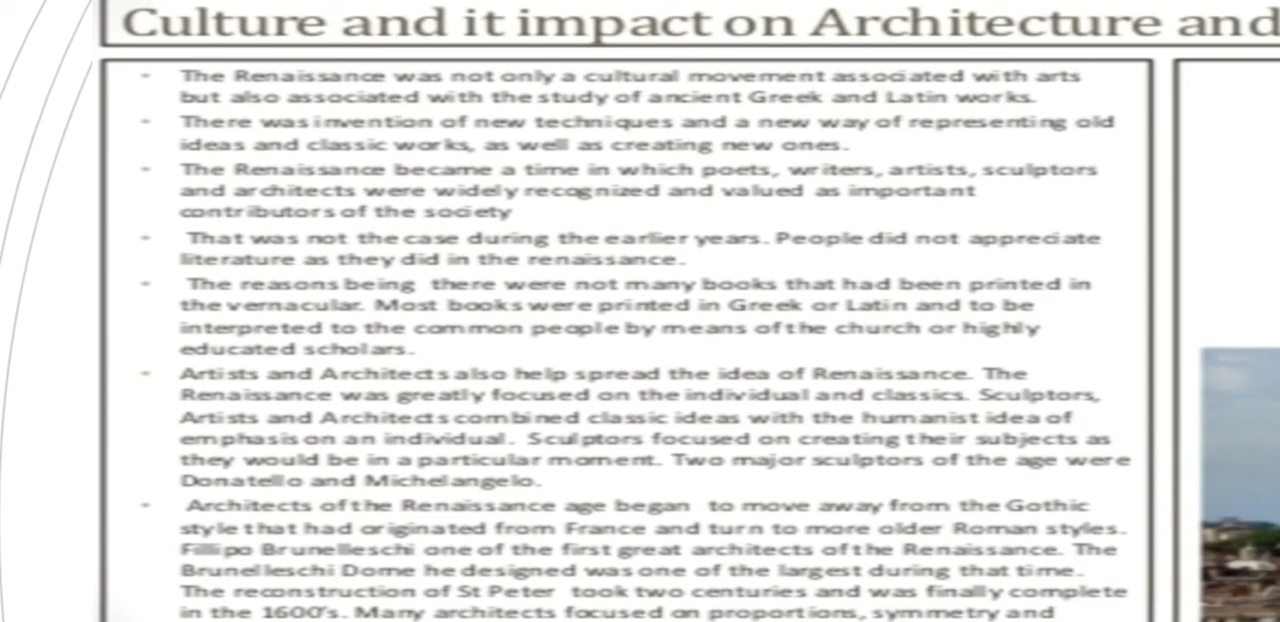 Culture and it impact on Architecture and
- The Renaissance was not only a cultural movement associated with arts
but also associated with the study of ancient Greek and Latin works.
- There was invention of new techniques and a new way of representing old
ideas and classic works, as well as creating new ones.
- The Renaissance became a time in which poets, writers, artists, sculptors
and architects were widely recognized and valued as important
contributors of the society
- That was not the case during the earlier years. People did not appreciate
literature as they did in the renaissance.
- The reasons being there were not many books that had been printed in
the vernacular. Most books were printed in Greek or Latin and to be
interpreted to the common people by means of the church or highly
educated scholars.
- Artists and Architects also help spread the idea of Renaissance. The
Renaissance was greatly focused on the individual and classics. Sculptors,
Artists and Architects combined classic ideas with the humanist idea of
emphasis on an individual. Sculptors focused on creating their subjects as
they would be in a particular moment. Two major sculptors of the age were
Donatello and Michelangelo.
- Architects of the Renaissance age began to move away from the Gothic
style that had originated from France and turn to more older Roman styles.
Fillipo Brunelleschi one of the first great architects of the Renaissance. The
Brunelleschi Dome he designed was one of the largest during that time.
The reconstruction of St Peter took two centuries and was finally complete
in the 1600's. Many architects focused on proportions, symmetry and